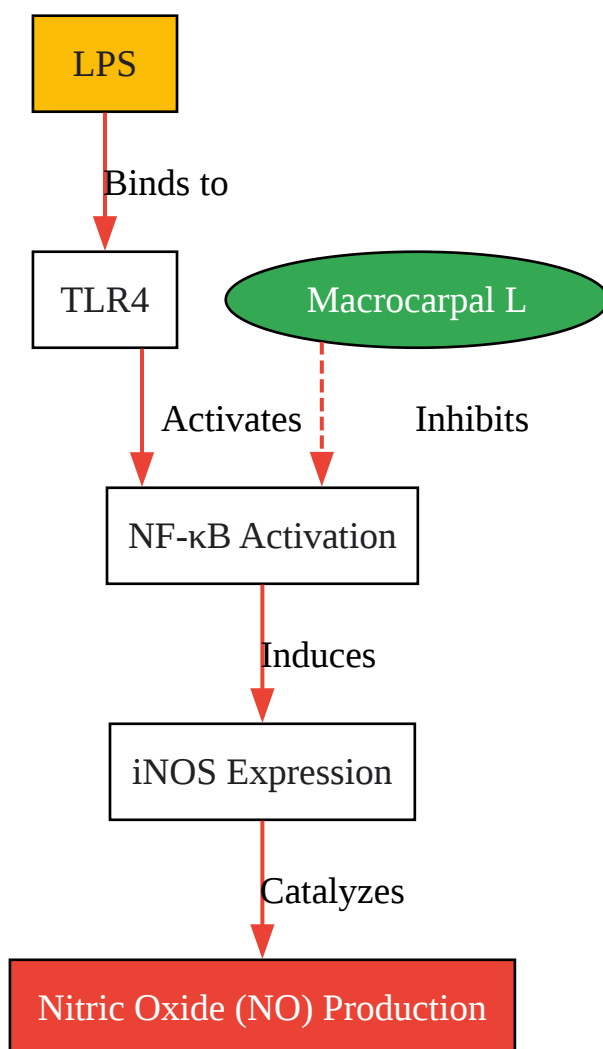 LPS
Binds to
TLR4
Macrocarpal L
Activates
Inhibits
NF-κB Activation
Induces
iNOS Expression
Catalyzes
Nitric Oxide (NO) Production